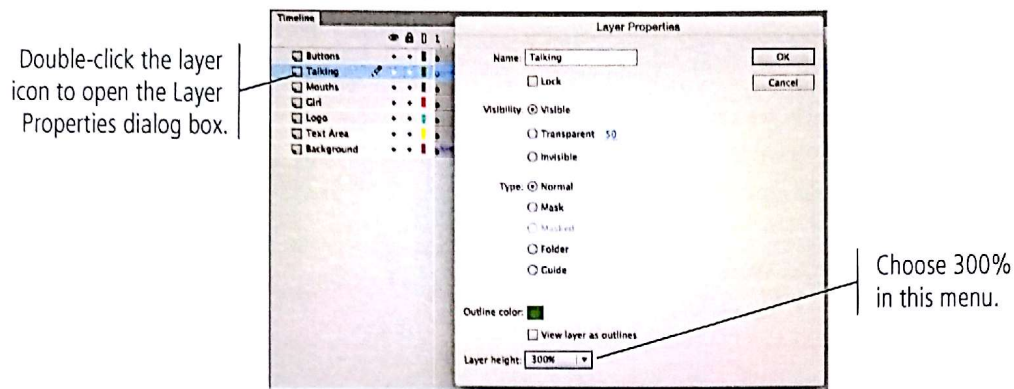 Double-click the layer
icon to open the Layer
Properties dialog box.
Timeline
1
Buttons
Talking
Mouths
Girl
Logo
Text Area
Background
Layer Properties
Name: Talking
OK
Lock
Cancel
Visibility: Visible
Transparent 50
Invisible
Type: Normal
Mask
Masked
Folder
Guide
Outline color:
View layer as outlines
Layer height: 300%
Choose 300%
in this menu.